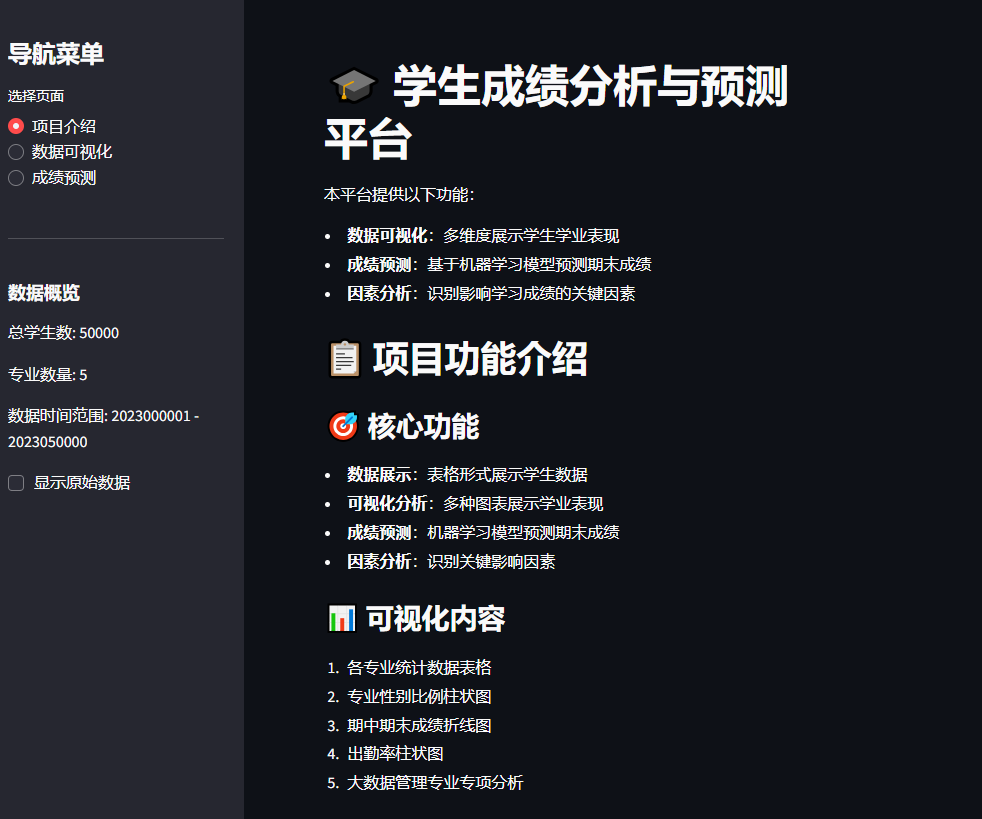 导航菜单
选择页面
项目介绍
数据可视化
成绩预测
数据概览
总学生数: 50000
专业数量: 5
数据时间范围: 2023000001 -
2023050000
显示原始数据
学生成绩分析与预测
平台
本平台提供以下功能：
数据可视化：多维度展示学生学业表现
成绩预测：基于机器学习模型预测期末成绩
因素分析：识别影响学习成绩的关键因素
项目功能介绍
核心功能
数据展示：表格形式展示学生数据
可视化分析：多种图表展示学业表现
成绩预测：机器学习模型预测期末成绩
因素分析：识别关键影响因素
可视化内容
1. 各专业统计数据表格
2. 专业性别比例柱状图
3. 期中期末成绩折线图
4. 出勤率柱状图
5. 大数据管理专业专项分析